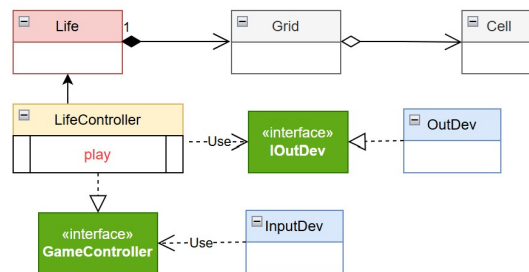 Life
1
Grid
Cell
LifeController
play
Use
«interface»
IOutDev
OutDev
«interface»
GameController
Use
InputDev